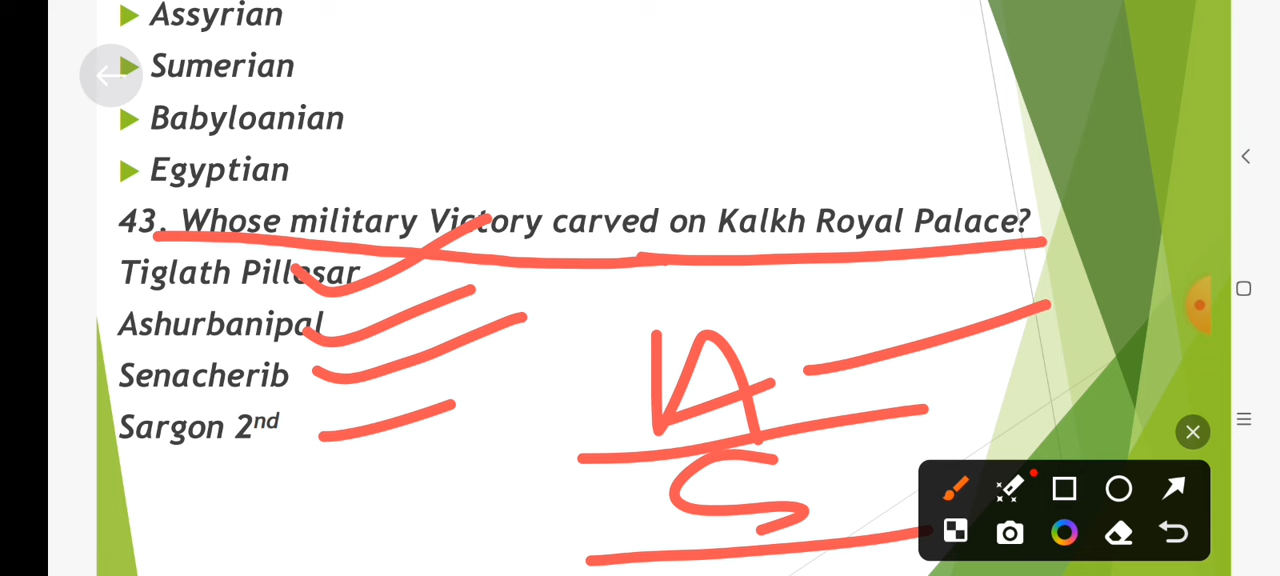 Assyrian
Sumerian
Babyloanian
Egyptian
43. Whose military Victory carved on Kalkh Royal Palace?
Tiglath Pillesar
Ashurbanipal
Senacherib
Sargon 2nd
A
S